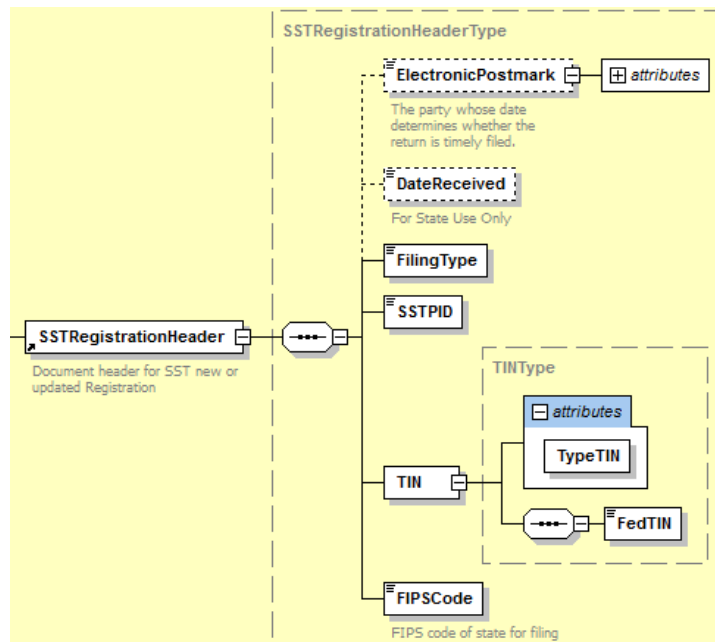 SSTRegistrationHeaderType
ElectronicPostmark
attributes
The party whose date
determines whether the
return is timely filed.
DateReceived
For State Use Only
FilingType
SSTPID
SSTRegistrationHeader
Document header for SST new or
updated Registration
TINType
attributes
TypeTIN
TIN
FedTIN
FIPSCode
FIPS code of state for filing